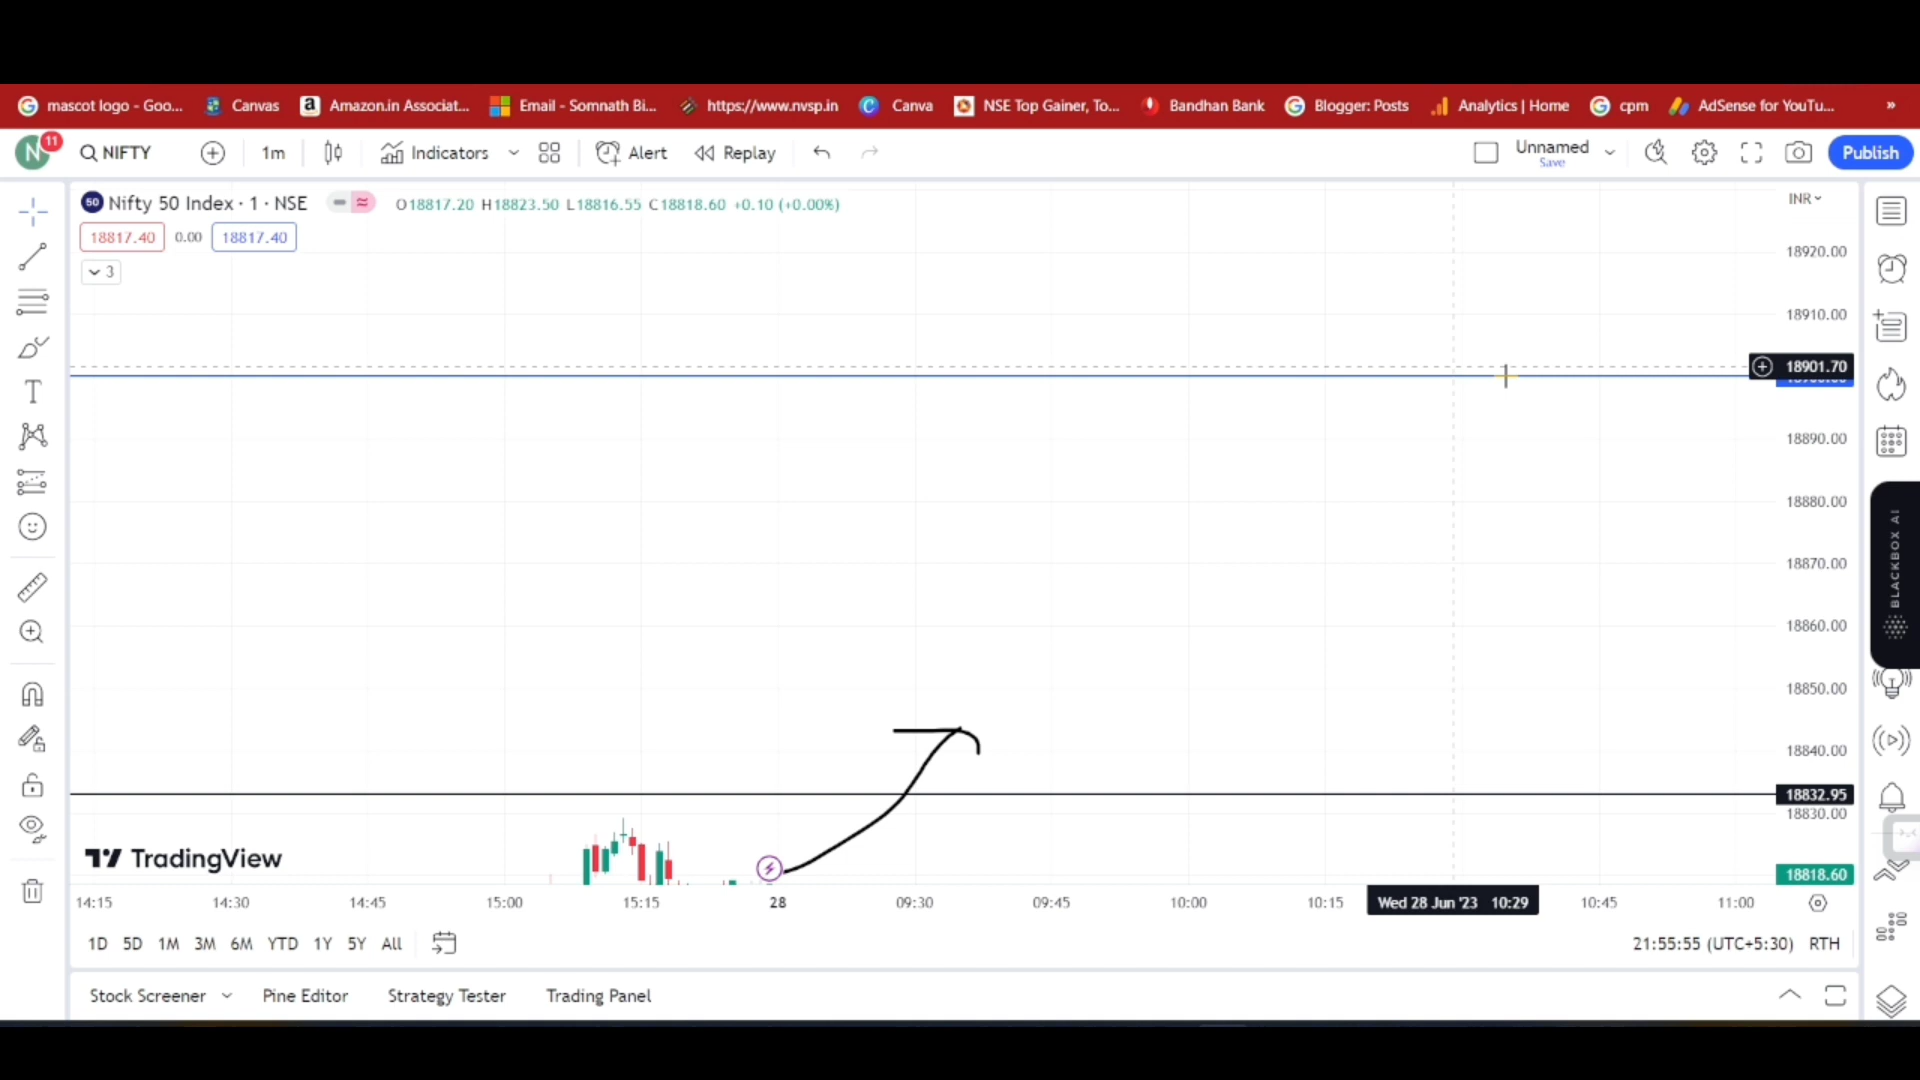 mascot logo - Goo... Canvas Amazon.in Associat... Email - Somnath Bi... https://www.nvsp.in Canva NSE Top Gainer, To... Bandhan Bank Blogger: Posts Analytics | Home cpm AdSense for YouTu... »
N 11 NIFTY 1m Indicators Alert Replay Unnamed Save Publish
50 Nifty 50 Index · 1 · NSE O18817.20 H18823.50 L18816.55 C18818.60 +0.10 (+0.00%) INR
18817.40 0.00 18817.40
3
18920.00
18910.00
18901.70
18890.00
18880.00
18870.00
BLACKBOX AI
18860.00
18850.00
18840.00
18832.95
18830.00
TradingView
18818.60
14:15 14:30 14:45 15:00 15:15 28 09:30 09:45 10:00 10:15 Wed 28 Jun '23 10:29 10:45 11:00
1D 5D 1M 3M 6M YTD 1Y 5Y All 21:55:55 (UTC+5:30) RTH
Stock Screener Pine Editor Strategy Tester Trading Panel